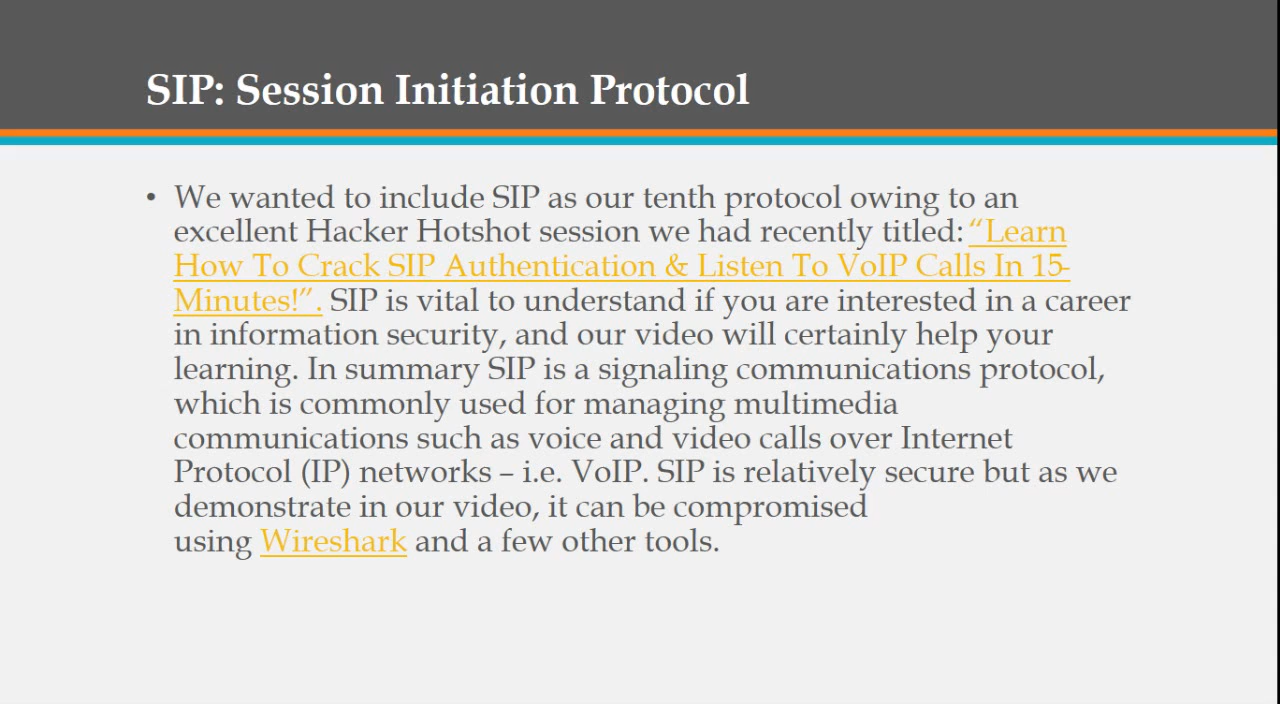 SIP: Session Initiation Protocol
• We wanted to include SIP as our tenth protocol owing to an
excellent Hacker Hotshot session we had recently titled: “Learn
How To Crack SIP Authentication & Listen To VoIP Calls In 15-
Minutes!”. SIP is vital to understand if you are interested in a career
in information security, and our video will certainly help your
learning. In summary SIP is a signaling communications protocol,
which is commonly used for managing multimedia
communications such as voice and video calls over Internet
Protocol (IP) networks – i.e. VoIP. SIP is relatively secure but as we
demonstrate in our video, it can be compromised
using Wireshark and a few other tools.